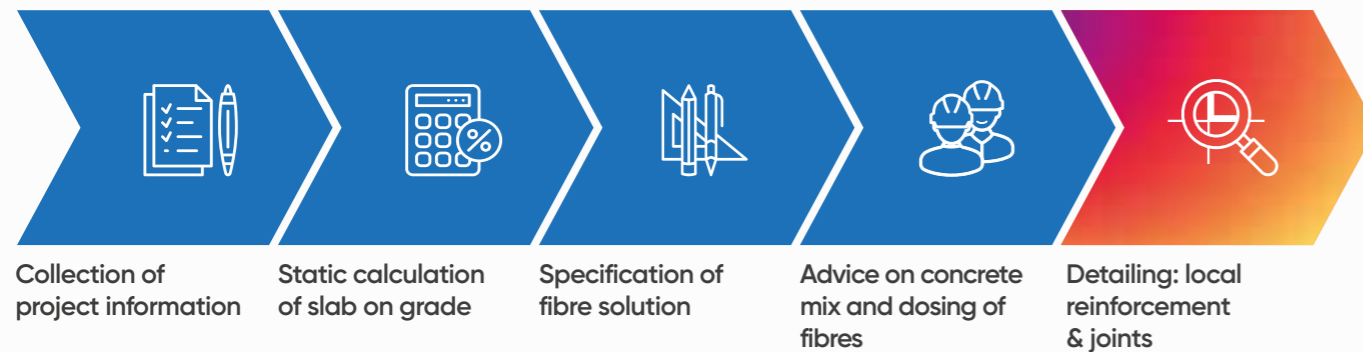 Collection of
project information
Static calculation
of slab on grade
Specification of
fibre solution
Advice on concrete
mix and dosing of
fibres
Detailing: local
reinforcement
& joints